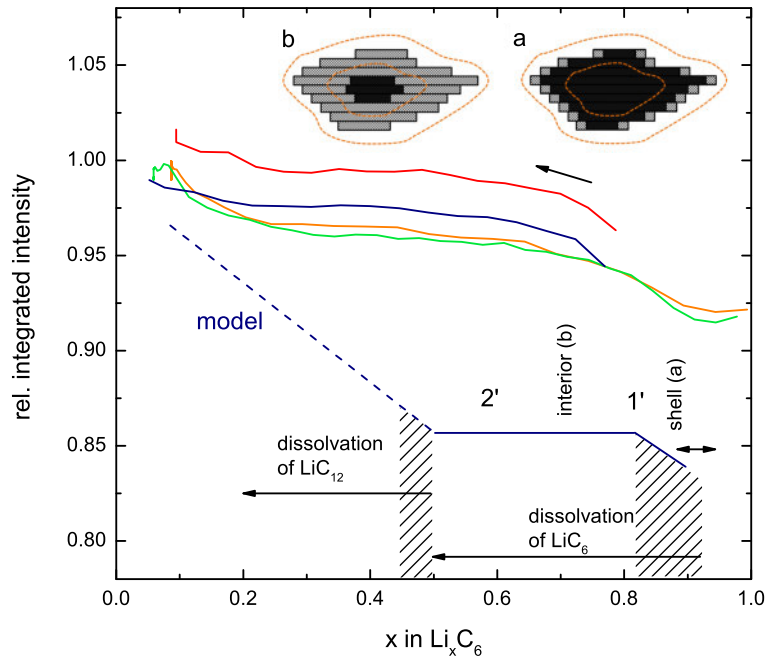 b
a
1.05
1.00
0.95
0.90
0.85
0.80
rel. integrated intensity
model
2'
interior (b)
1'
shell (a)
dissolvation
of LiC₁₂
dissolvation
of LiC₆
0.0
0.2
0.4
0.6
0.8
1.0
x in LiₓC₆